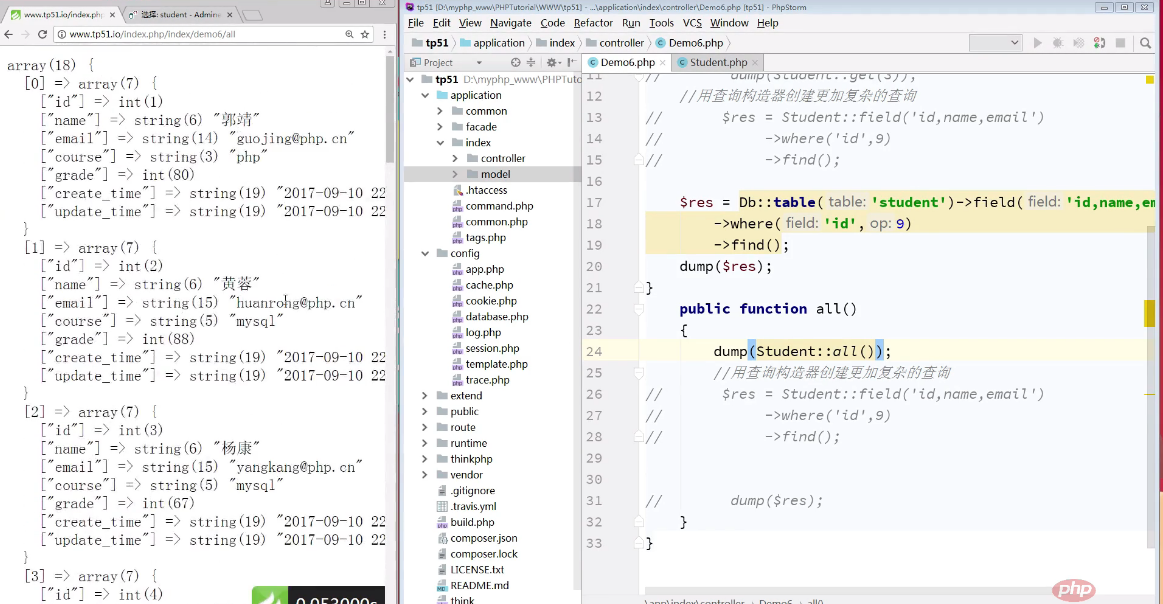 www.tp51.io/index.php
选择: student - Admine
www.tp51.io/index.php/index/demo6/all
array(18) {
[0] => array(7) {
["id"] => int(1)
["name"] => string(6) "郭靖"
["email"] => string(14) "guojing@php.cn"
["course"] => string(3) "php"
["grade"] => int(80)
["create_time"] => string(19) "2017-09-10 22
["update_time"] => string(19) "2017-09-10 22
}
[1] => array(7) {
["id"] => int(2)
["name"] => string(6) "黄蓉"
["email"] => string(15) "huanrong@php.cn"
["course"] => string(5) "mysql"
["grade"] => int(88)
["create_time"] => string(19) "2017-09-10 22
["update_time"] => string(19) "2017-09-10 22
}
[2] => array(7) {
["id"] => int(3)
["name"] => string(6) "杨康"
["email"] => string(15) "yangkang@php.cn"
["course"] => string(5) "mysql"
["grade"] => int(67)
["create_time"] => string(19) "2017-09-10 22
["update_time"] => string(19) "2017-09-10 22
}
[3] => array(7) {
["id"] => int(4)
0.052000s
tp51 [D:\myphp_www\PHPTutorial\WWW\tp51] - ...\application\index\controller\Demo6.php [tp51] - PhpStorm
File Edit View Navigate Code Refactor Run Tools VCS Window Help
tp51 application index controller Demo6.php
Project
tp51 D:\myphp_www\PHPTuto
application
common
facade
index
controller
model
.htaccess
command.php
common.php
tags.php
config
app.php
cache.php
cookie.php
database.php
log.php
session.php
template.php
trace.php
extend
public
route
runtime
thinkphp
vendor
.gitignore
.travis.yml
build.php
composer.json
composer.lock
LICENSE.txt
README.md
think
Demo6.php Student.php
11 // dump(Student::get(3));
12 //用查询构造器创建更加复杂的查询
13 // $res = Student::field('id,name,email')
14 // ->where('id',9)
15 // ->find();
16
17 $res = Db::table( table: 'student')->field( field: 'id,name,em
18 ->where( field: 'id', op: 9)
19 ->find();
20 dump($res);
21 }
22 public function all()
23 {
24 dump(Student::all());
25 //用查询构造器创建更加复杂的查询
26 // $res = Student::field('id,name,email')
27 // ->where('id',9)
28 // ->find();
29
30
31 // dump($res);
32 }
33 }
php
\app\index\controller Demo6 all()